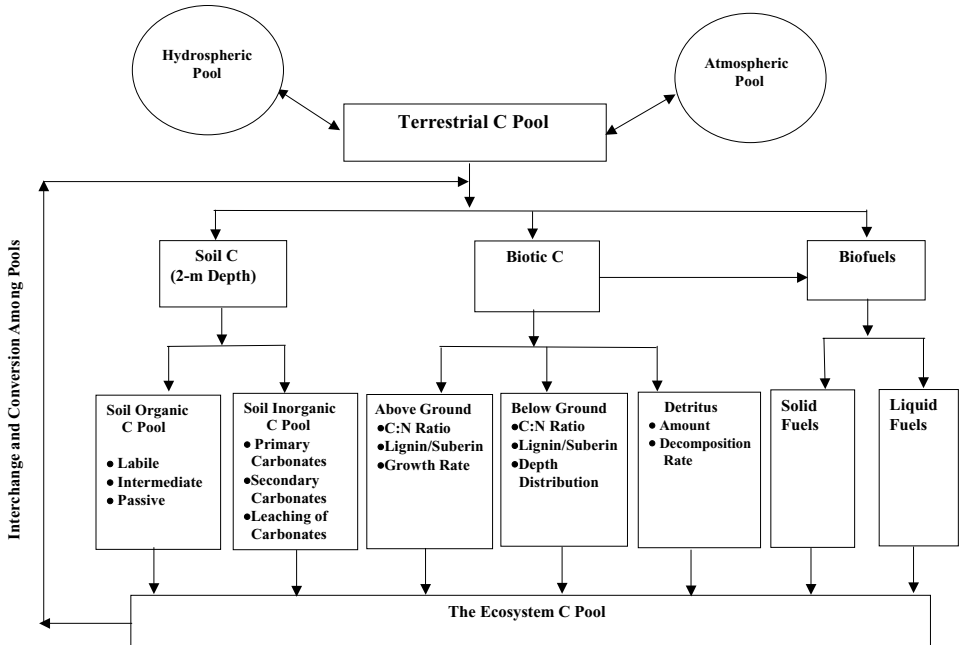 Hydrospheric
Pool
Atmospheric
Pool
Terrestrial C Pool
Interchange and Conversion Among Pools
Soil C
(2-m Depth)
Biotic C
Biofuels
Soil Organic
C Pool
● Labile
● Intermediate
● Passive
Soil Inorganic
C Pool
● Primary
Carbonates
●Secondary
Carbonates
●Leaching of
Carbonates
Above Ground
●C:N Ratio
●Lignin/Suberin
●Growth Rate
Below Ground
●C:N Ratio
●Lignin/Suberin
●Depth
Distribution
Detritus
● Amount
● Decomposition
Rate
Solid
Fuels
Liquid
Fuels
The Ecosystem C Pool